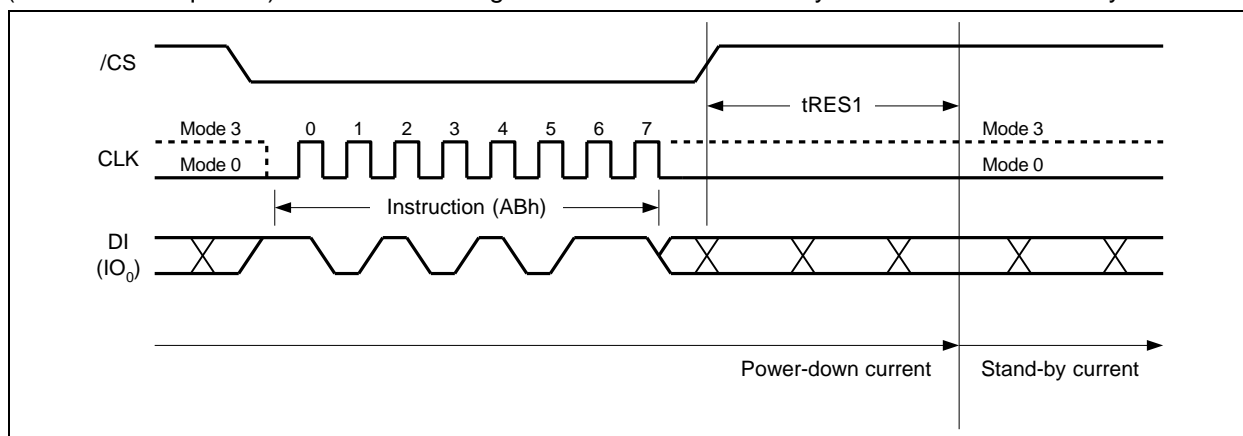 /CS
tRES1
Mode 3 0 1 2 3 4 5 6 7 Mode 3
CLK
Mode 0 Mode 0
Instruction (ABh)
DI
(IO₀)
Power-down current Stand-by current